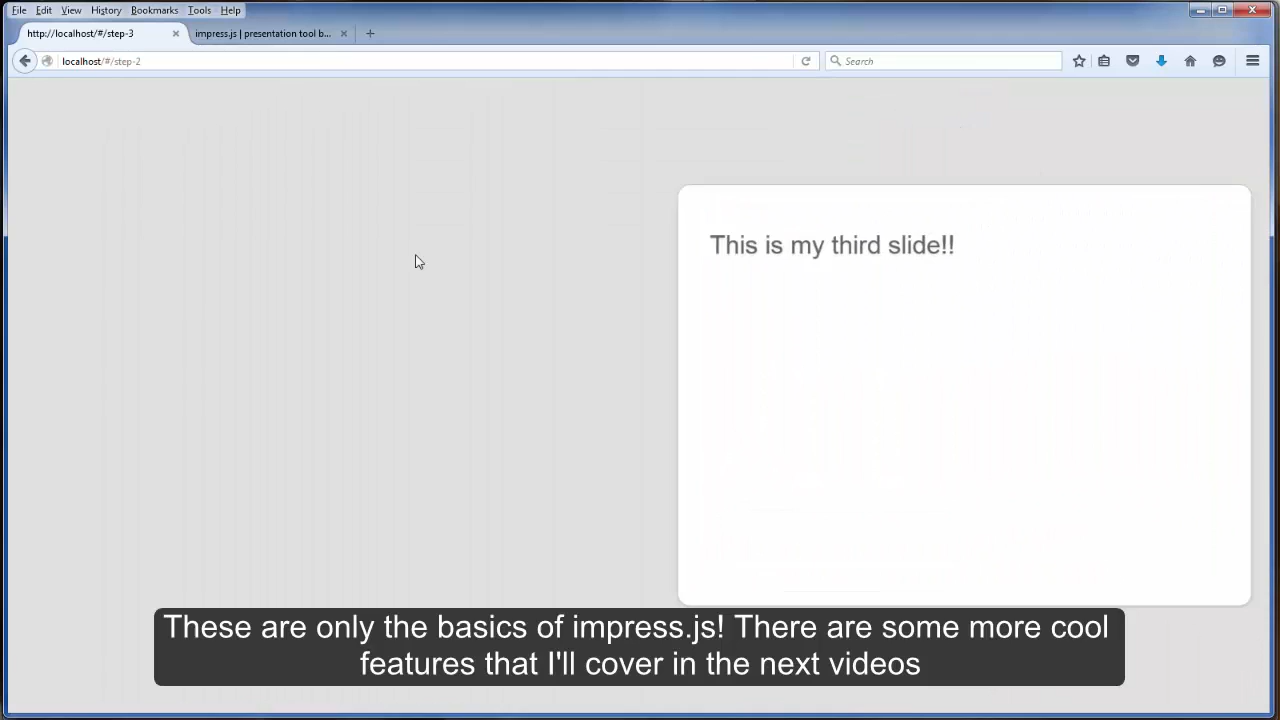 File Edit View History Bookmarks Tools Help
http://localhost/#/step-3 impress.js | presentation tool b...
localhost/#/step-2 Search
This is my third slide!!
These are only the basics of impress.js! There are some more cool
features that I'll cover in the next videos